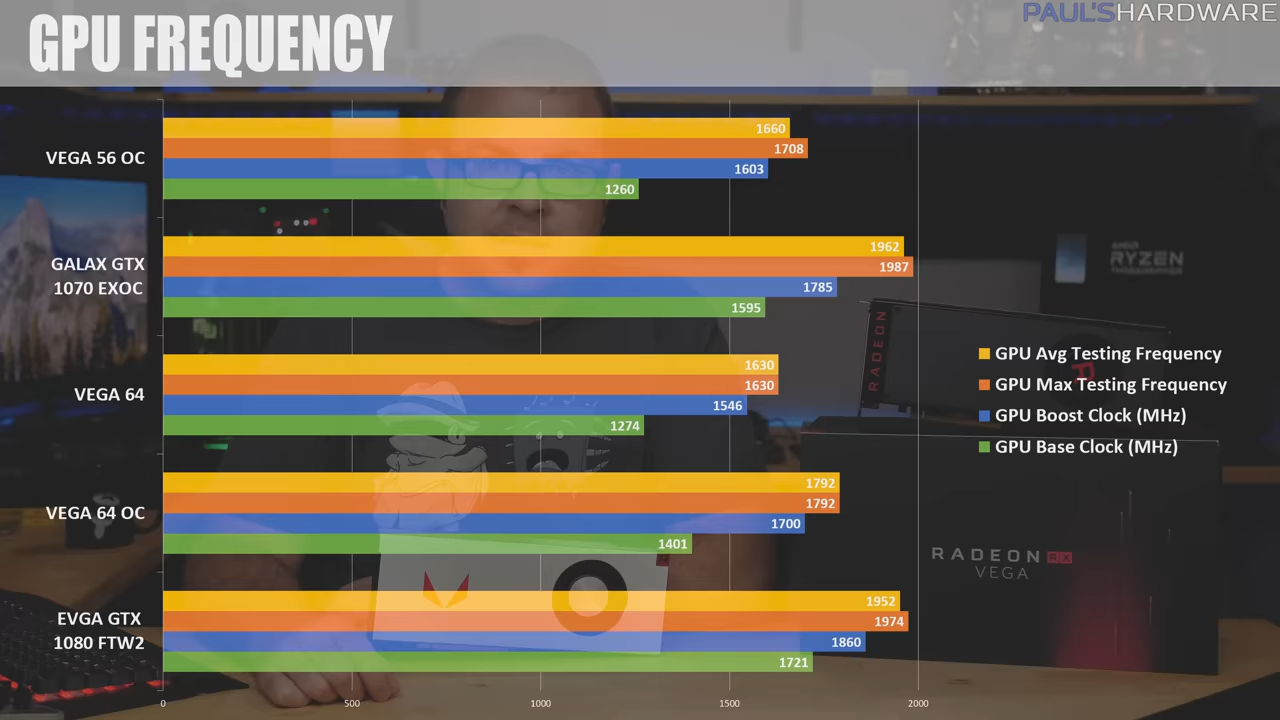 GPU FREQUENCY
PAUL'SHARDWARE
VEGA 56 OC
1660
1708
1603
1260
GALAX GTX
1070 EXOC
1962
1987
1785
1595
VEGA 64
1630
1630
1546
1274
VEGA 64 OC
1792
1792
1700
1401
EVGA GTX
1080 FTW2
1952
1974
1860
1721
0
500
1000
1500
2000
GPU Avg Testing Frequency
GPU Max Testing Frequency
GPU Boost Clock (MHz)
GPU Base Clock (MHz)
AMD
RYZEN
THREADRIPPER
RADEON
R
RADEON RX
VEGA